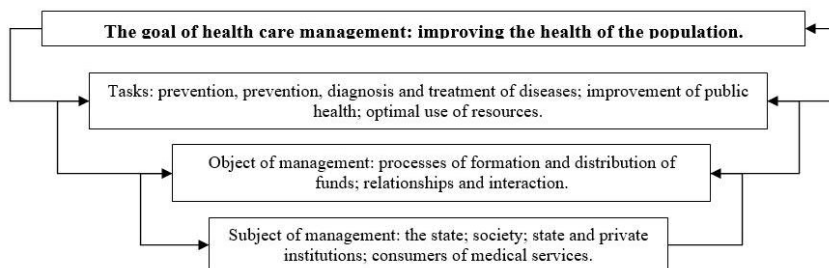 The goal of health care management: improving the health of the population.
Tasks: prevention, prevention, diagnosis and treatment of diseases; improvement of public
health; optimal use of resources.
Object of management: processes of formation and distribution of
funds; relationships and interaction.
Subject of management: the state; society; state and private
institutions; consumers of medical services.